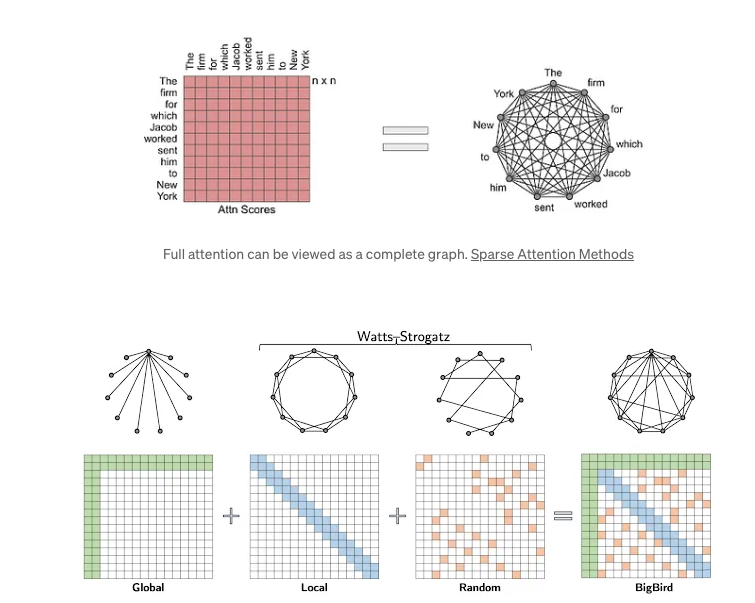 The
firm
for
which
Jacob
worked
sent
him
to
New
York
The
firm
for
which
Jacob
worked
sent
him
to
New
York
n x n
Attn Scores
The
firm
for
which
Jacob
worked
sent
him
to
New
York
Full attention can be viewed as a complete graph. Sparse Attention Methods
Watts-Strogatz
Global
+
Local
+
Random
=
BigBird